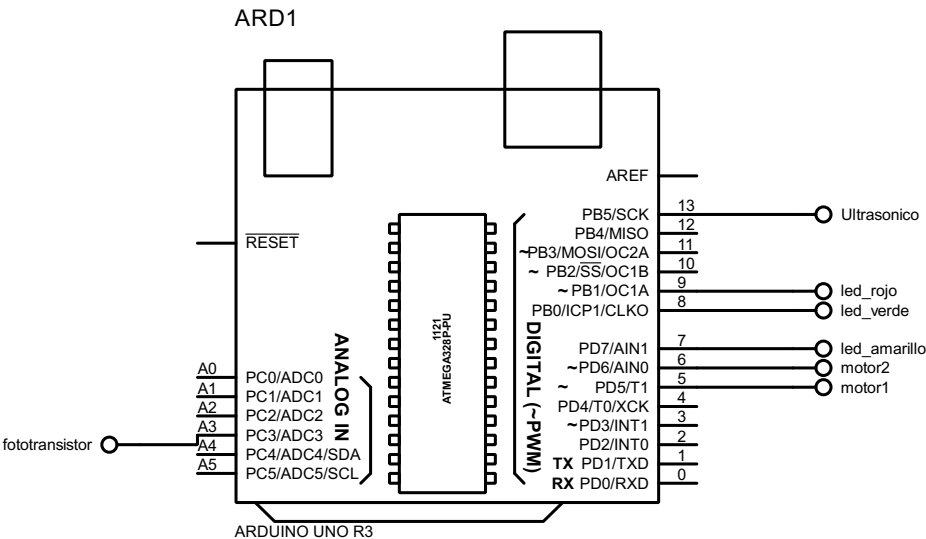 ARD1
AREF
RESET
PB5/SCK 13 Ultrasonico
PB4/MISO 12
~PB3/MOSI/OC2A 11
~ PB2/SS/OC1B 10
~ PB1/OC1A 9 led_rojo
PB0/ICP1/CLKO 8 led_verde
PD7/AIN1 7 led_amarillo
~PD6/AIN0 6 motor2
~ PD5/T1 5 motor1
PD4/T0/XCK 4
~PD3/INT1 3
PD2/INT0 2
TX PD1/TXD 1
RX PD0/RXD 0
DIGITAL (~PWM)
1121
ATMEGA328P-PU
ANALOG IN
A0 PC0/ADC0
A1 PC1/ADC1
A2 PC2/ADC2
A3 PC3/ADC3
fototransistor
A4 PC4/ADC4/SDA
A5 PC5/ADC5/SCL
ARDUINO UNO R3